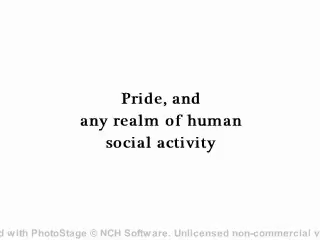 Pride, and
any realm of human
social activity
d with PhotoStage © NCH Software. Unlicensed non-commercial v